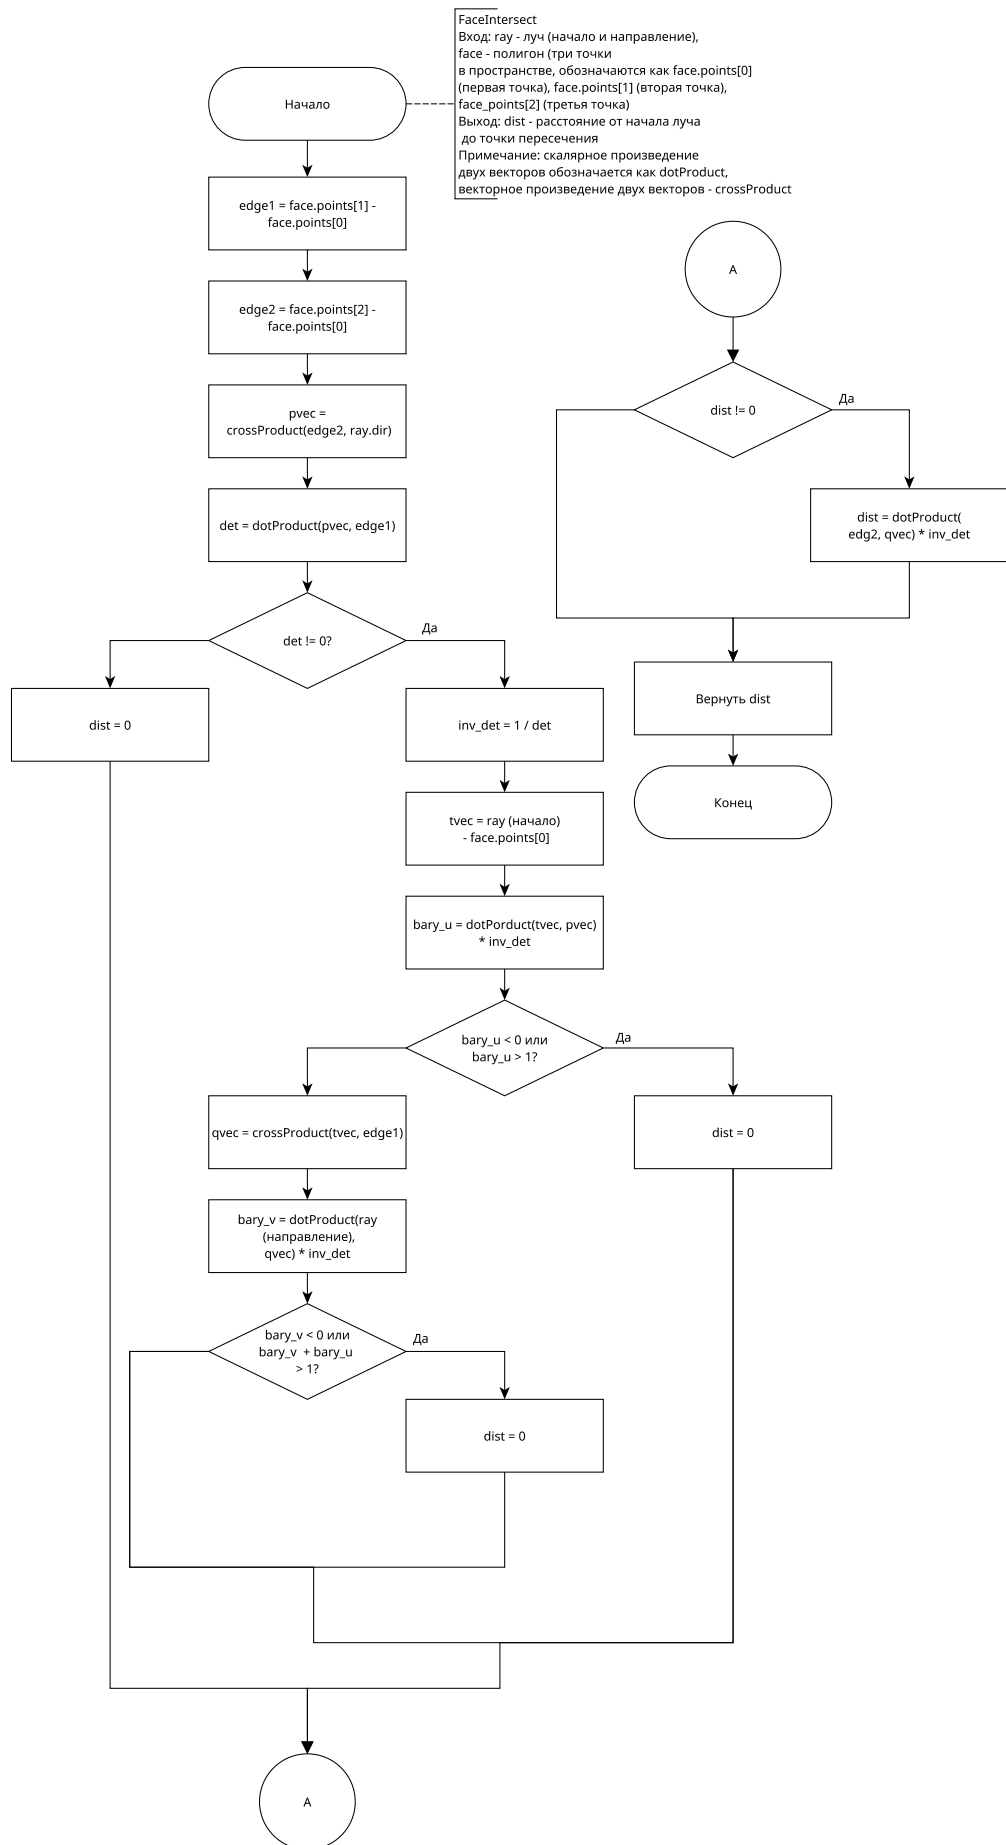 FaceIntersect
Вход: ray - луч (начало и направление),
face - полигон (три точки
в пространстве, обозначаются как face.points[0]
(первая точка), face.points[1] (вторая точка),
face_points[2] (третья точка)
Выход: dist - расстояние от начала луча
до точки пересечения
Примечание: скалярное произведение
двух векторов обозначается как dotProduct,
векторное произведение двух векторов - crossProduct
Начало
edge1 = face.points[1] -
face.points[0]
edge2 = face.points[2] -
face.points[0]
pvec =
crossProduct(edge2, ray.dir)
det = dotProduct(pvec, edge1)
det != 0?
Да
dist = 0
inv_det = 1 / det
tvec = ray (начало)
- face.points[0]
bary_u = dotPorduct(tvec, pvec)
* inv_det
bary_u < 0 или
bary_u > 1?
Да
qvec = crossProduct(tvec, edge1)
dist = 0
bary_v = dotProduct(ray
(направление),
qvec) * inv_det
bary_v < 0 или
bary_v + bary_u
> 1?
Да
dist = 0
A
A
dist != 0
Да
dist = dotProduct(
edg2, qvec) * inv_det
Вернуть dist
Конец